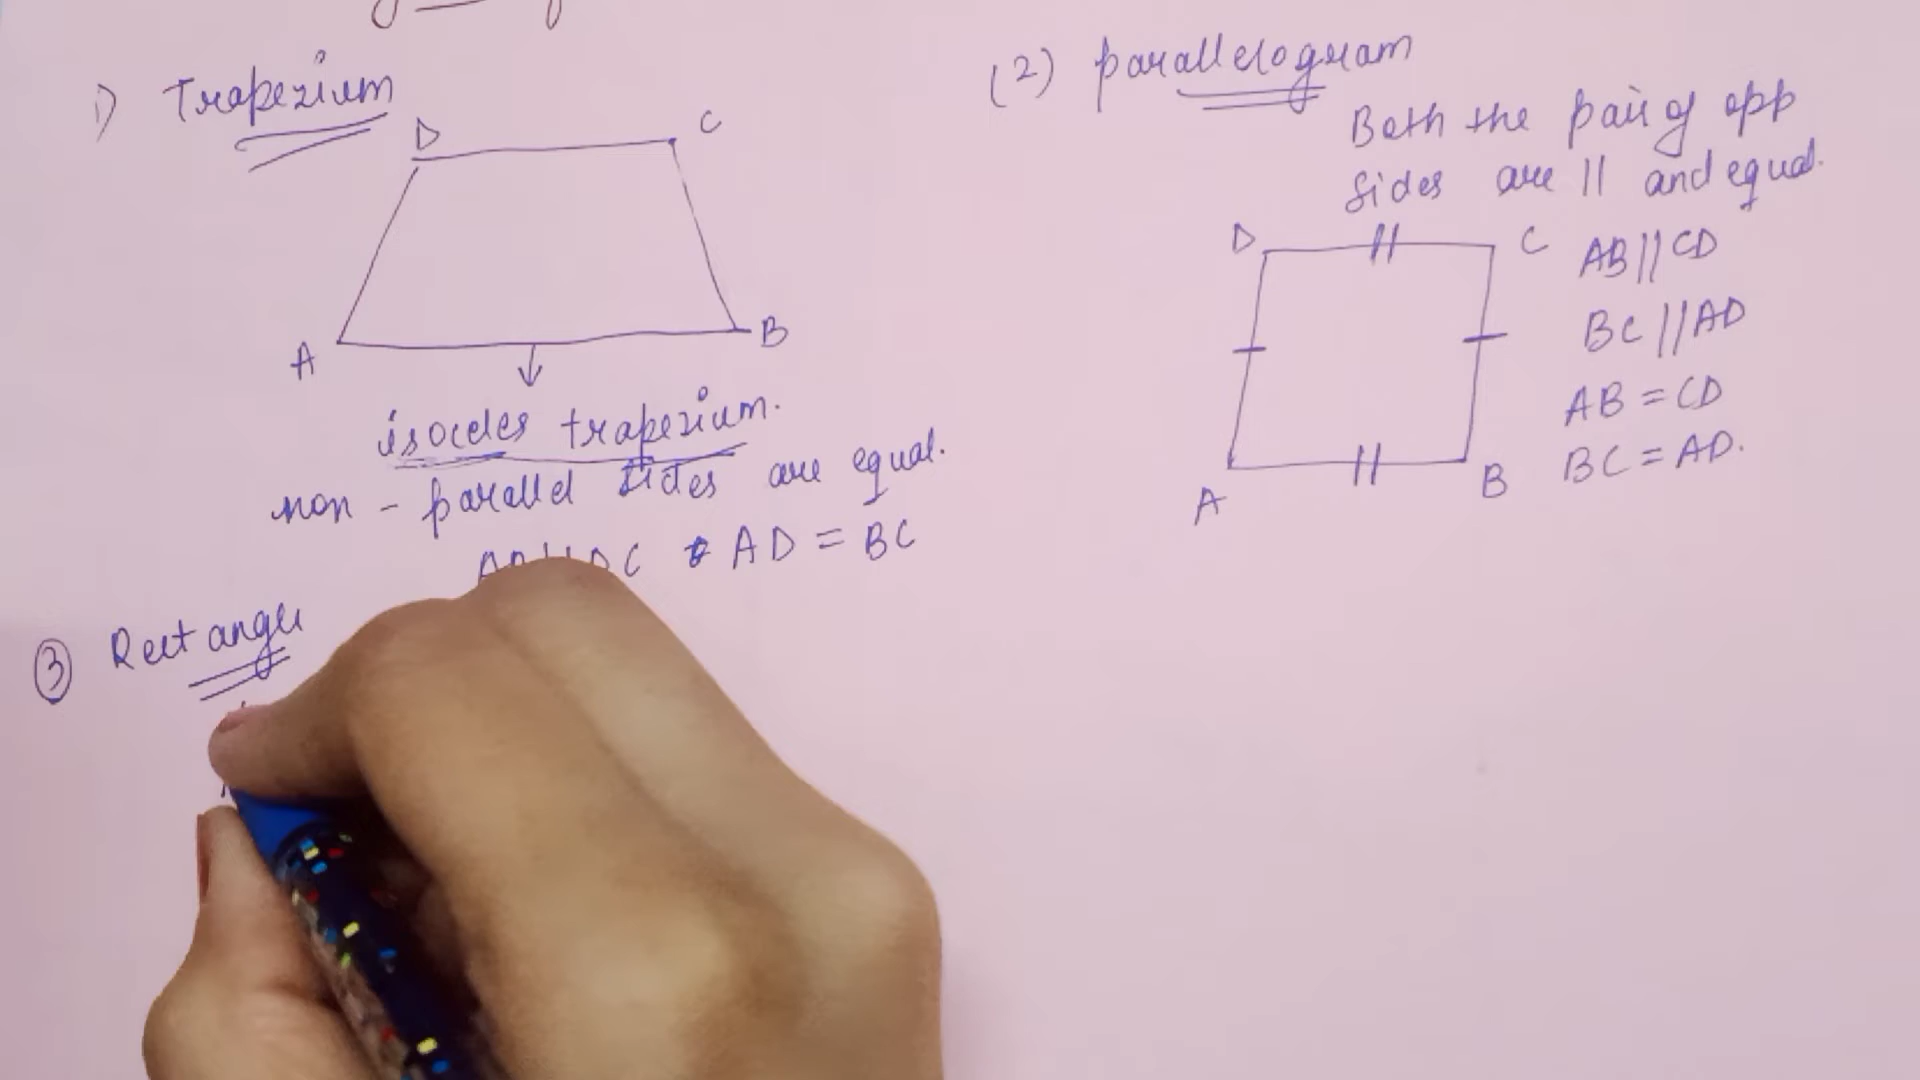 1) Trapezium
D C
A B
isoceles trapezium.
non - parallel sides are equal.
DC AD = BC
(2) parallelogram
Both the pair of opp
sides are || and equal.
D C
A B
AB||CD
BC||AD
AB = CD
BC = AD.
3 Rectangle